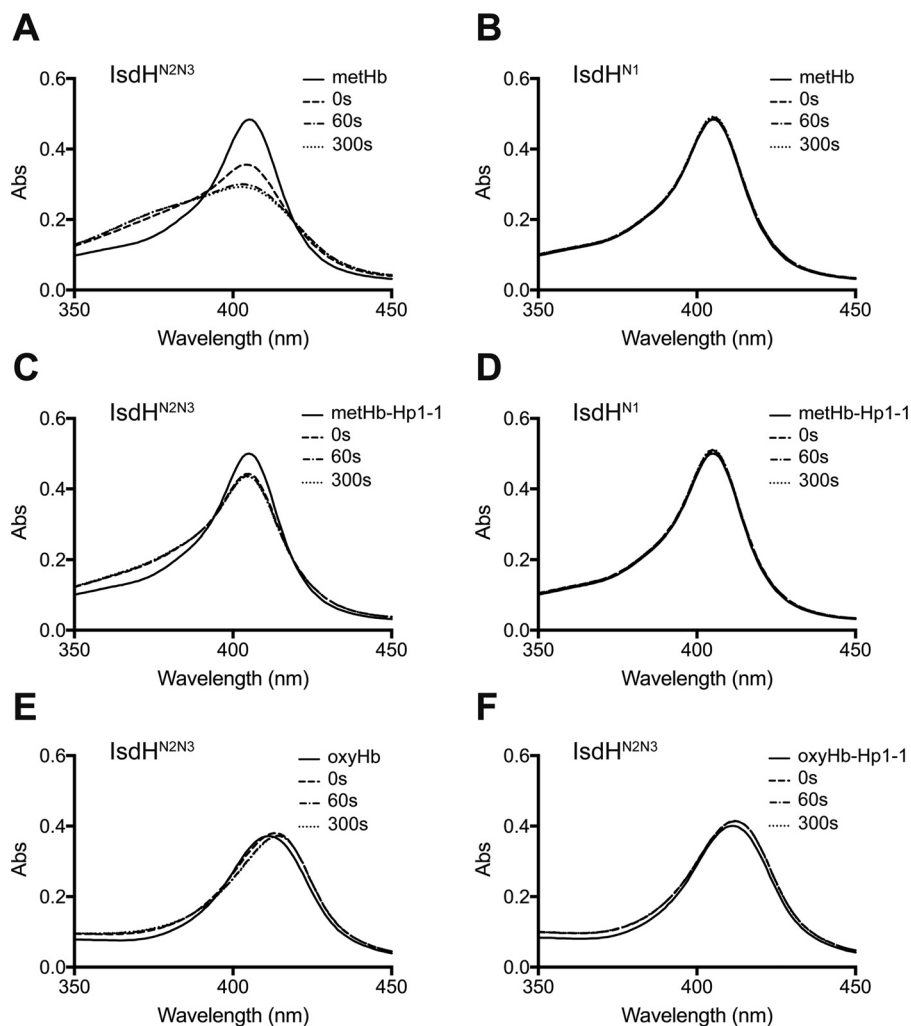 A
IsdH^N2N3
metHb
0s
60s
300s
0.6
0.4
0.2
0.0
Abs
350
400
450
Wavelength (nm)
B
IsdH^N1
metHb
0s
60s
300s
0.6
0.4
0.2
0.0
Abs
350
400
450
Wavelength (nm)
C
IsdH^N2N3
metHb-Hp1-1
0s
60s
300s
0.6
0.4
0.2
0.0
Abs
350
400
450
Wavelength (nm)
D
IsdH^N1
metHb-Hp1-1
0s
60s
300s
0.6
0.4
0.2
0.0
Abs
350
400
450
Wavelength (nm)
E
IsdH^N2N3
oxyHb
0s
60s
300s
0.6
0.4
0.2
0.0
Abs
350
400
450
Wavelength (nm)
F
IsdH^N2N3
oxyHb-Hp1-1
0s
60s
300s
0.6
0.4
0.2
0.0
Abs
350
400
450
Wavelength (nm)